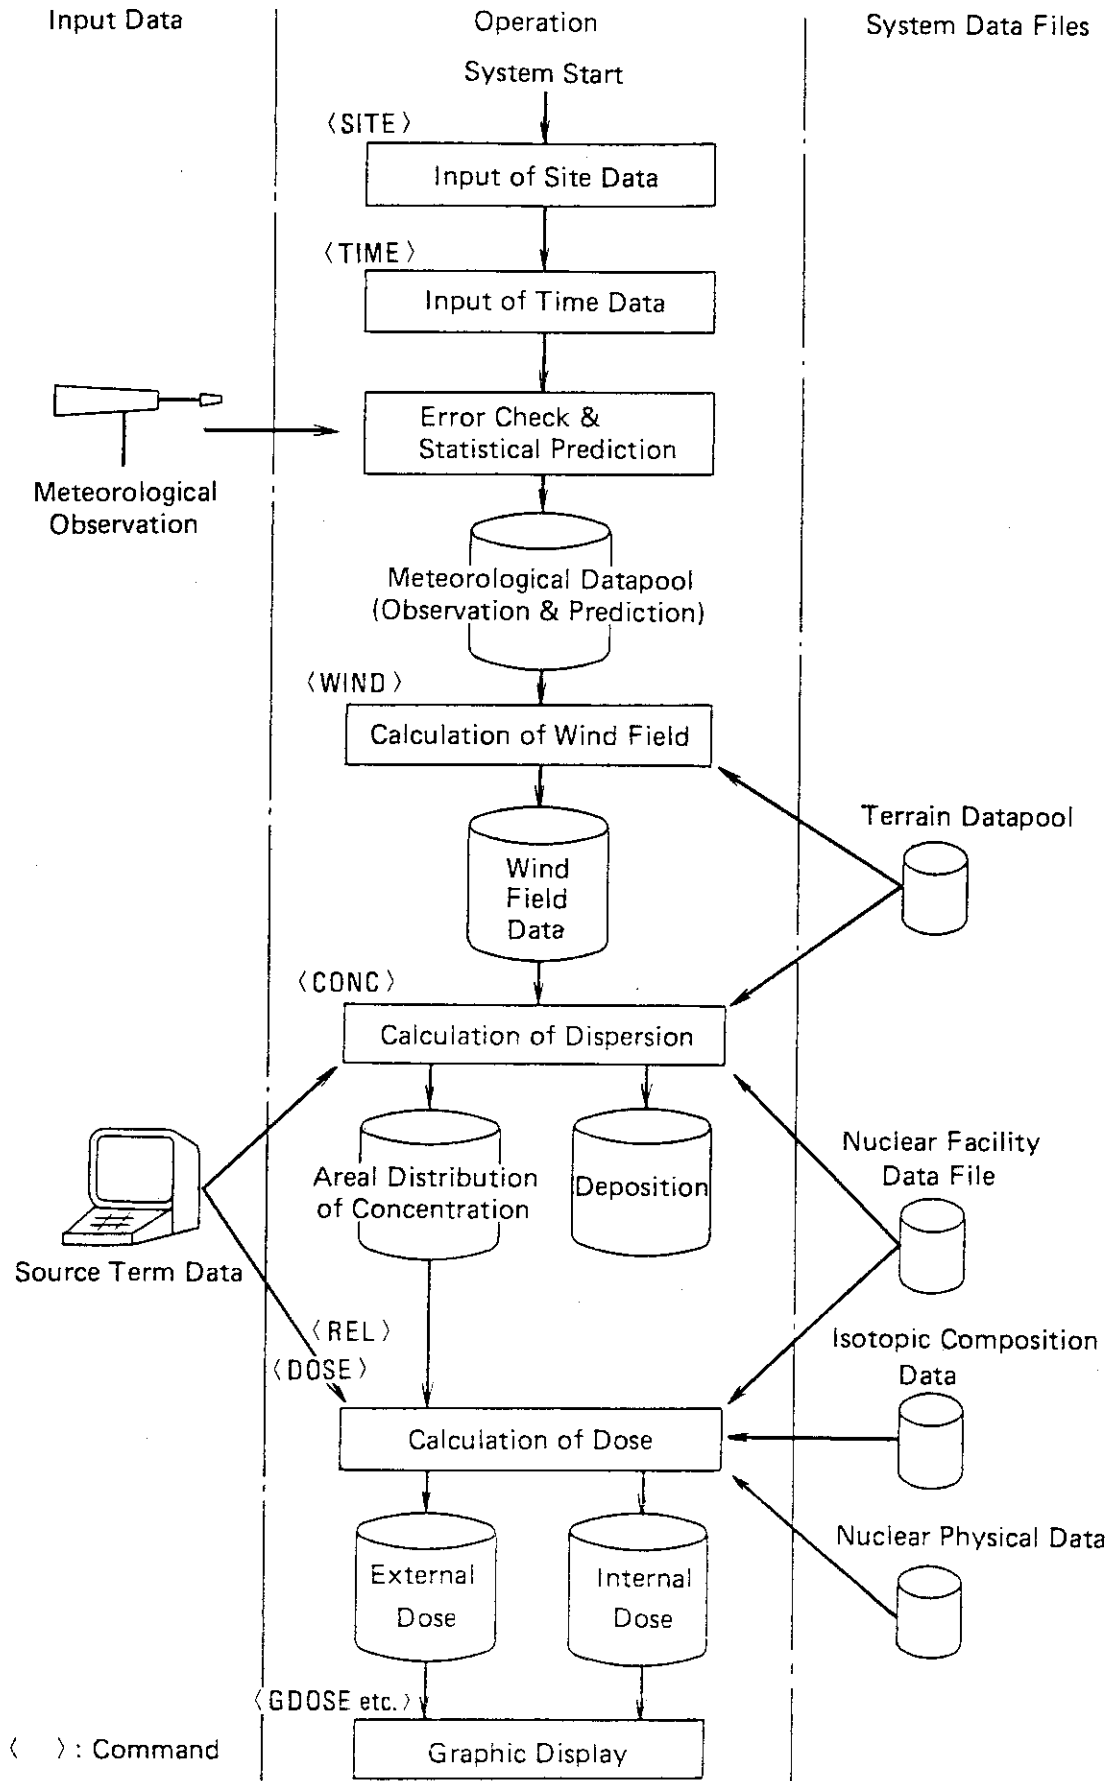 Input Data
Operation
System Data Files
System Start
〈SITE〉
Input of Site Data
〈TIME〉
Input of Time Data
Error Check &
Statistical Prediction
Meteorological
Observation
Meteorological Datapool
(Observation & Prediction)
〈WIND〉
Calculation of Wind Field
Terrain Datapool
Wind
Field
Data
〈CONC〉
Calculation of Dispersion
Nuclear Facility
Data File
Areal Distribution
of Concentration
Deposition
Source Term Data
〈REL〉
〈DOSE〉
Isotopic Composition
Data
Calculation of Dose
Nuclear Physical Data
External
Dose
Internal
Dose
〈GDOSE etc.〉
Graphic Display
〈 〉: Command